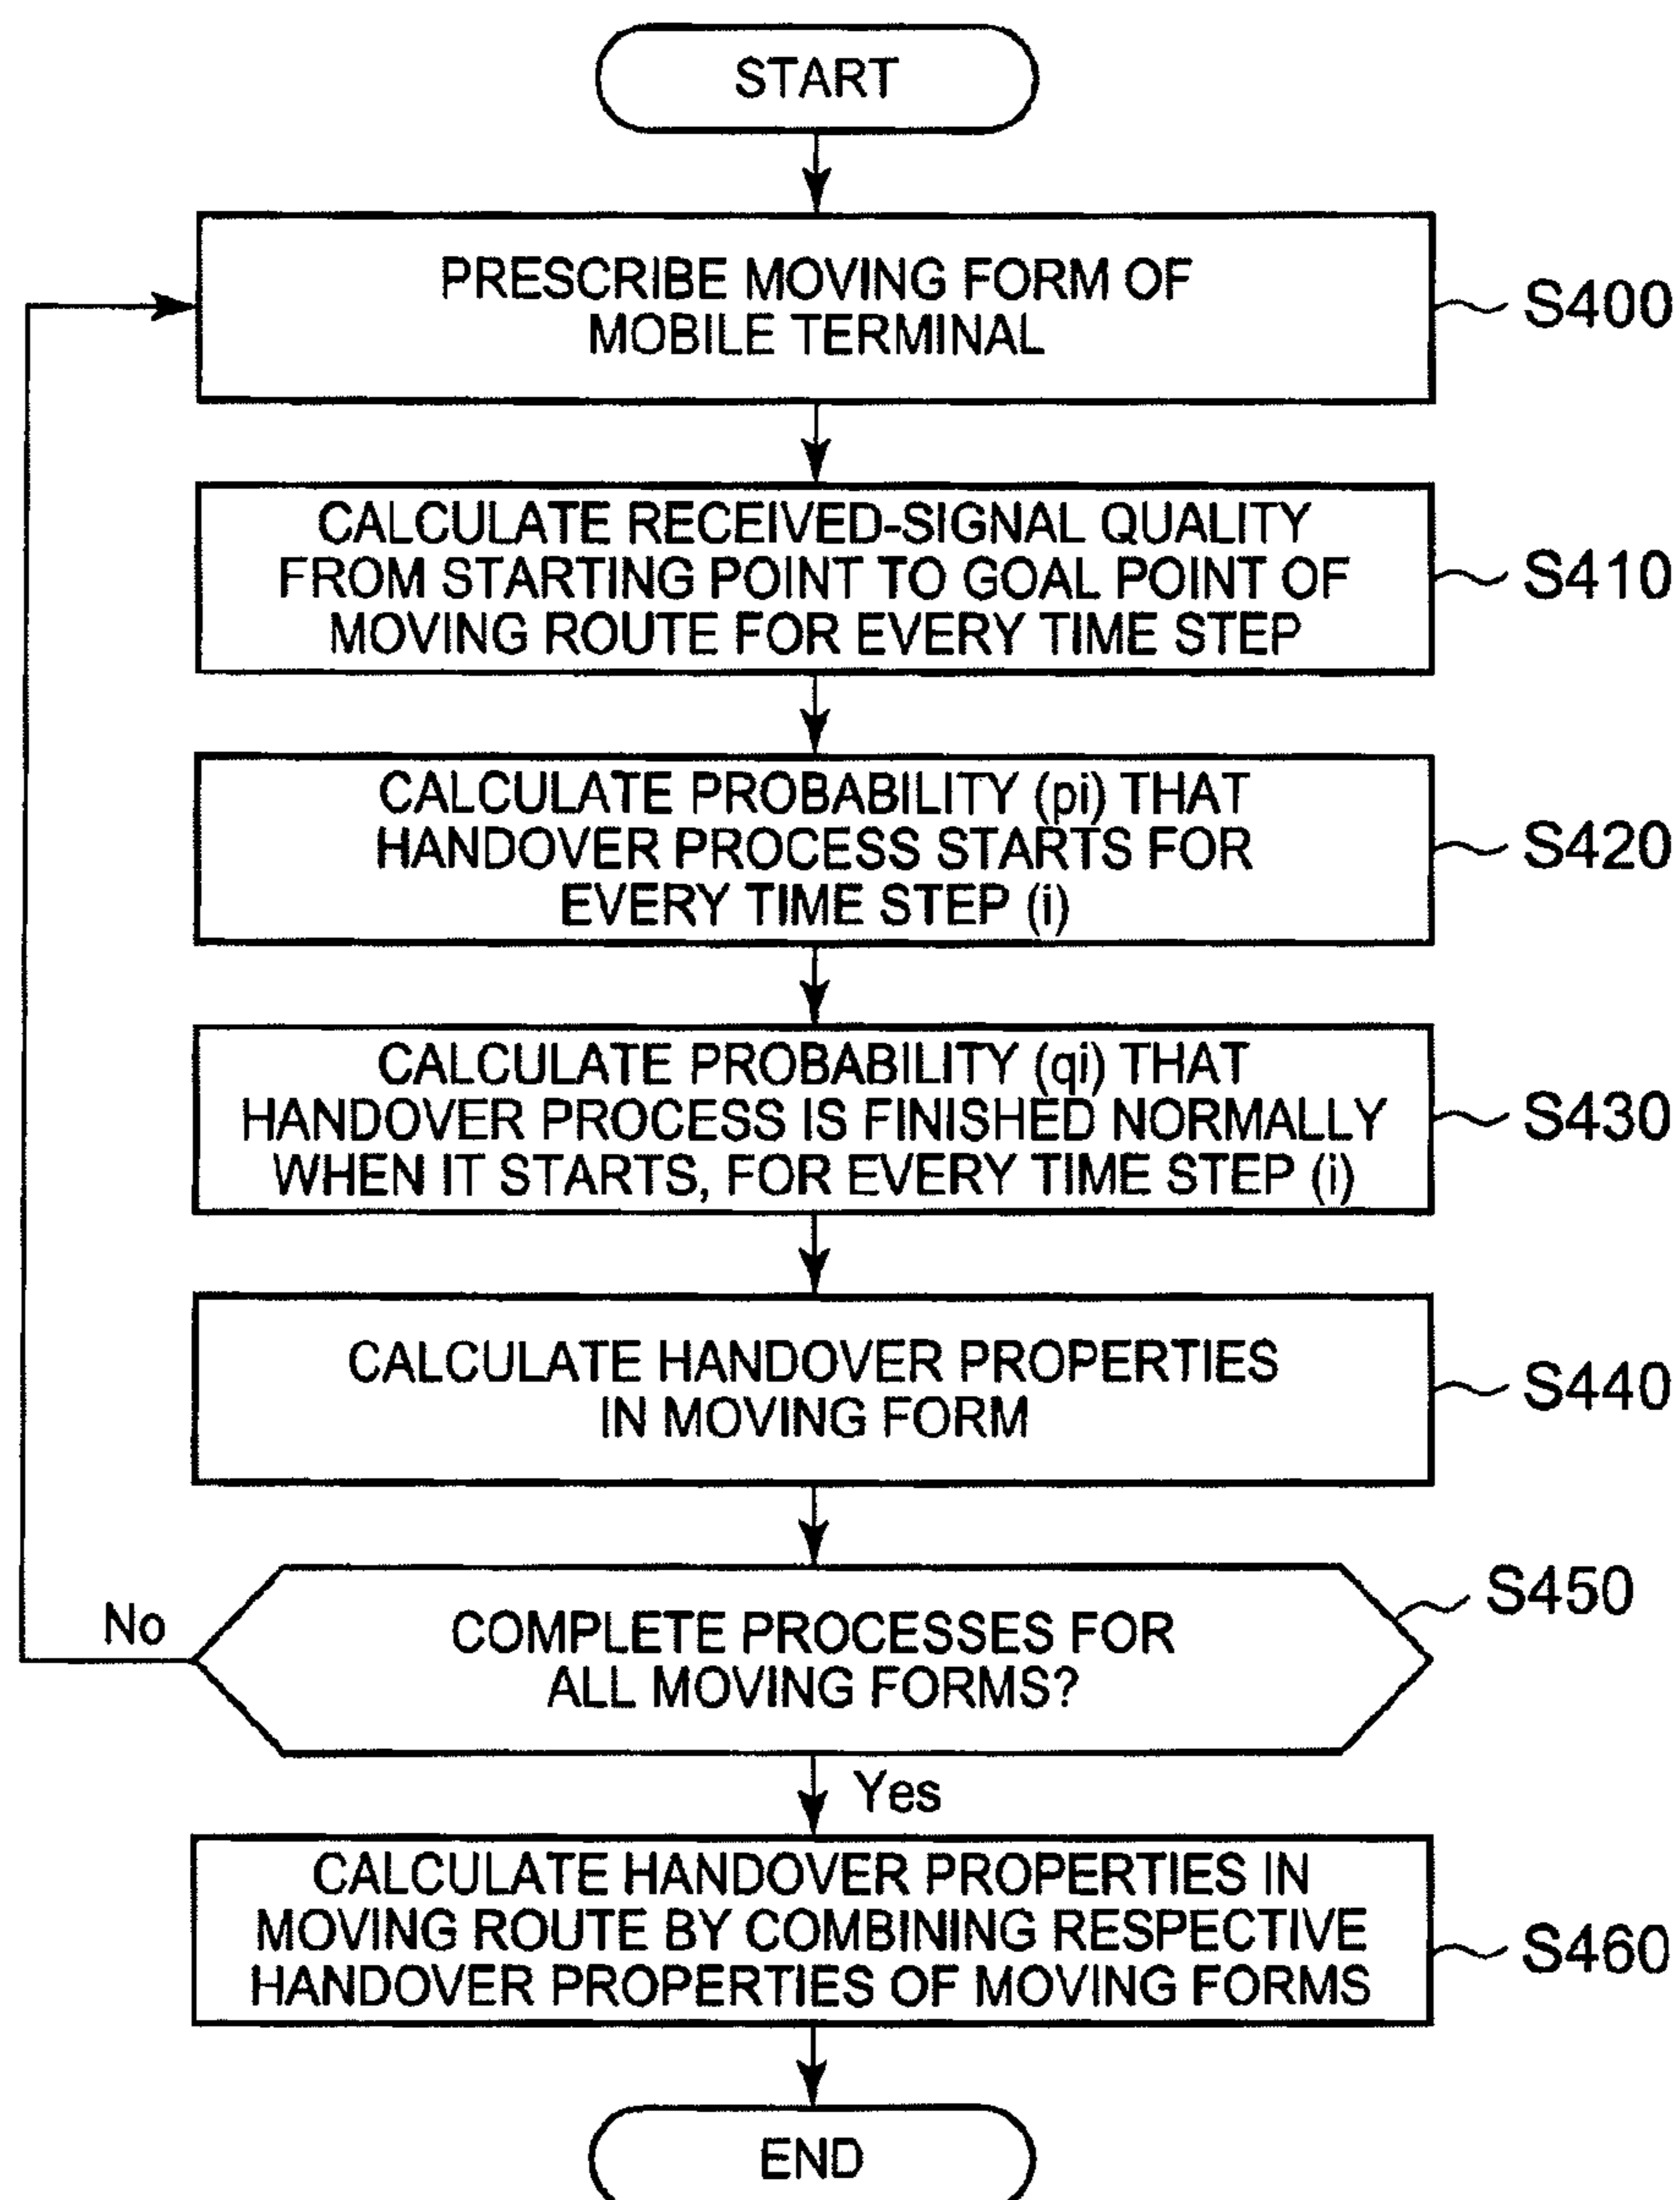 START
PRESCRIBE MOVING FORM OF
MOBILE TERMINAL
S400
CALCULATE RECEIVED-SIGNAL QUALITY
FROM STARTING POINT TO GOAL POINT OF
MOVING ROUTE FOR EVERY TIME STEP
S410
CALCULATE PROBABILITY (pi) THAT
HANDOVER PROCESS STARTS FOR
EVERY TIME STEP (i)
S420
CALCULATE PROBABILITY (qi) THAT
HANDOVER PROCESS IS FINISHED NORMALLY
WHEN IT STARTS, FOR EVERY TIME STEP (i)
S430
CALCULATE HANDOVER PROPERTIES
IN MOVING FORM
S440
S450
No
COMPLETE PROCESSES FOR
ALL MOVING FORMS?
Yes
CALCULATE HANDOVER PROPERTIES IN
MOVING ROUTE BY COMBINING RESPECTIVE
HANDOVER PROPERTIES OF MOVING FORMS
S460
END